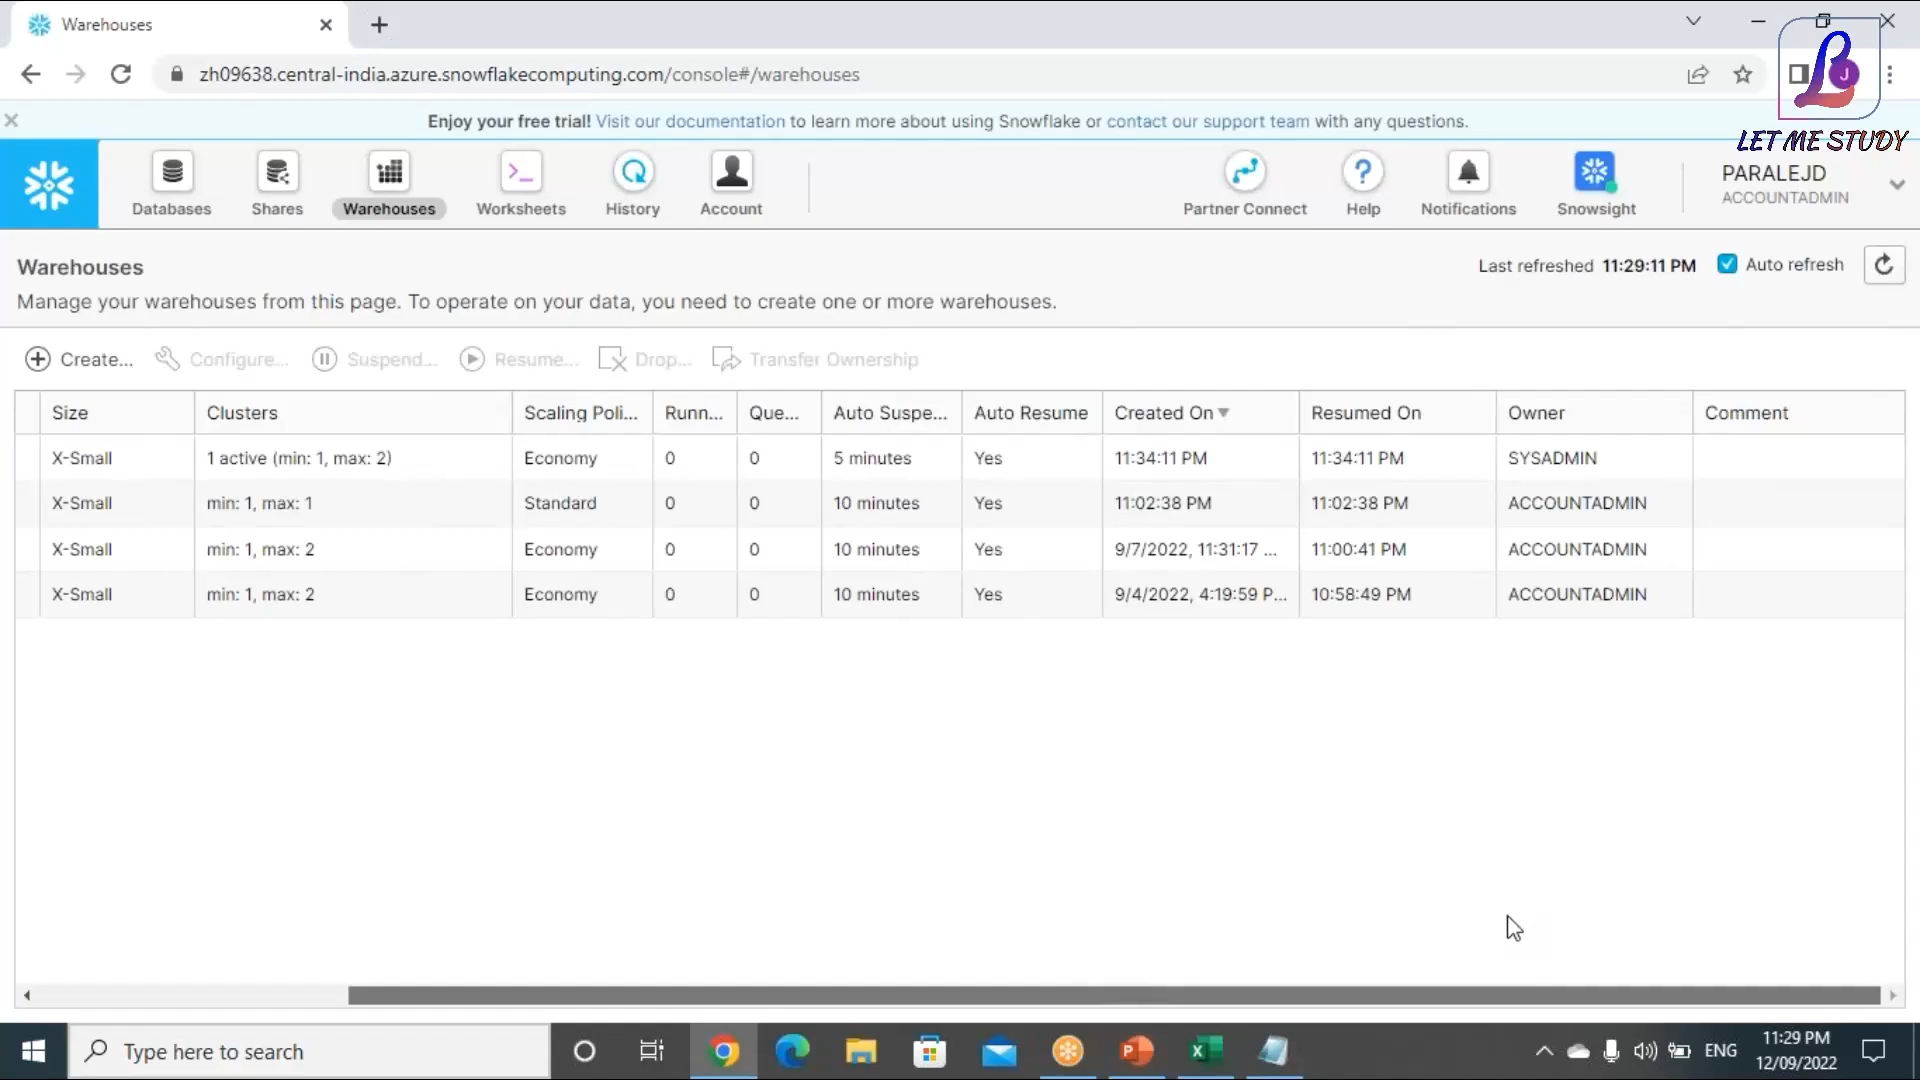 Warehouses
zh09638.central-india.azure.snowflakecomputing.com/console#/warehouses
J
LET ME STUDY
Enjoy your free trial! Visit our documentation to learn more about using Snowflake or contact our support team with any questions.
Databases Shares Warehouses Worksheets History Account Partner Connect Help Notifications Snowsight
PARALEJD
ACCOUNTADMIN
Warehouses
Last refreshed 11:29:11 PM Auto refresh
Manage your warehouses from this page. To operate on your data, you need to create one or more warehouses.
Create... Configure... Suspend... Resume... Drop... Transfer Ownership
Size Clusters Scaling Poli... Runn... Que... Auto Suspe... Auto Resume Created On Resumed On Owner Comment
X-Small 1 active (min: 1, max: 2) Economy 0 0 5 minutes Yes 11:34:11 PM 11:34:11 PM SYSADMIN
X-Small min: 1, max: 1 Standard 0 0 10 minutes Yes 11:02:38 PM 11:02:38 PM ACCOUNTADMIN
X-Small min: 1, max: 2 Economy 0 0 10 minutes Yes 9/7/2022, 11:31:17 ... 11:00:41 PM ACCOUNTADMIN
X-Small min: 1, max: 2 Economy 0 0 10 minutes Yes 9/4/2022, 4:19:59 P... 10:58:49 PM ACCOUNTADMIN
Type here to search
ENG
11:29 PM
12/09/2022